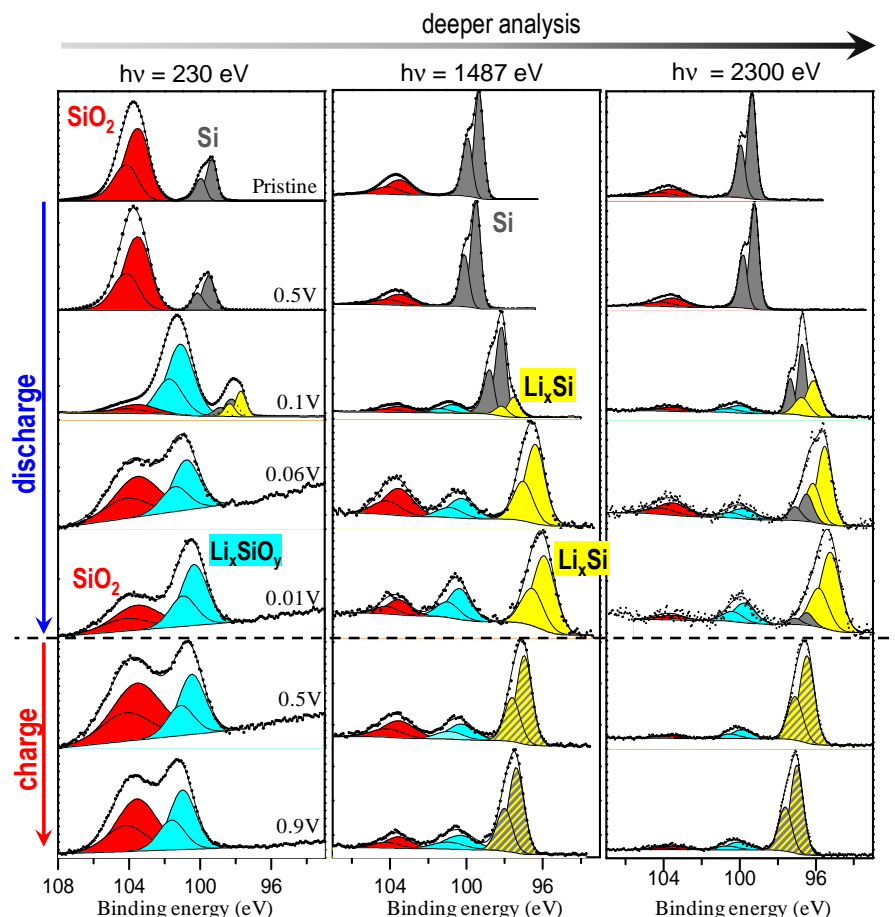 deeper analysis
hν = 230 eV
hν = 1487 eV
hν = 2300 eV
SiO2
Si
Pristine
Si
0.5V
0.1V
LixSi
discharge
0.06V
LixSiOy
SiO2
0.01V
LixSi
0.5V
charge
0.9V
108 104 100 96
104 100 96
104 100 96
Binding energy (eV)
Binding energy (eV)
Binding energy (eV)